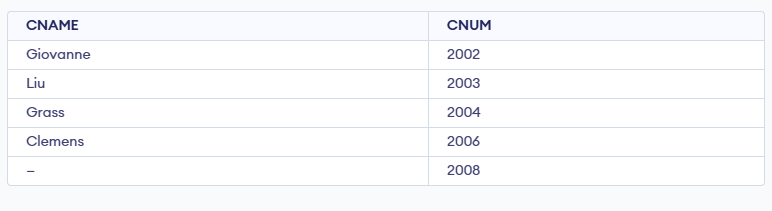 CNAME CNUM
Giovanne 2002
Liu 2003
Grass 2004
Clemens 2006
– 2008